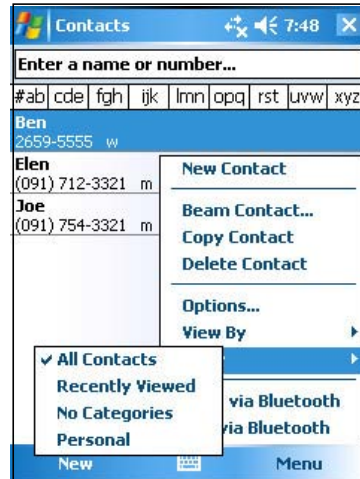 Contacts 7:48
Enter a name or number...
#ab cde fgh ijk lmn opq rst uvw xyz
Ben
2659-5555 w
Elen
(091) 712-3321 m
Joe
(091) 754-3321 m
New Contact
Beam Contact...
Copy Contact
Delete Contact
Options...
View By
All Contacts
Recently Viewed
No Categories
Personal
via Bluetooth
via Bluetooth
New Menu